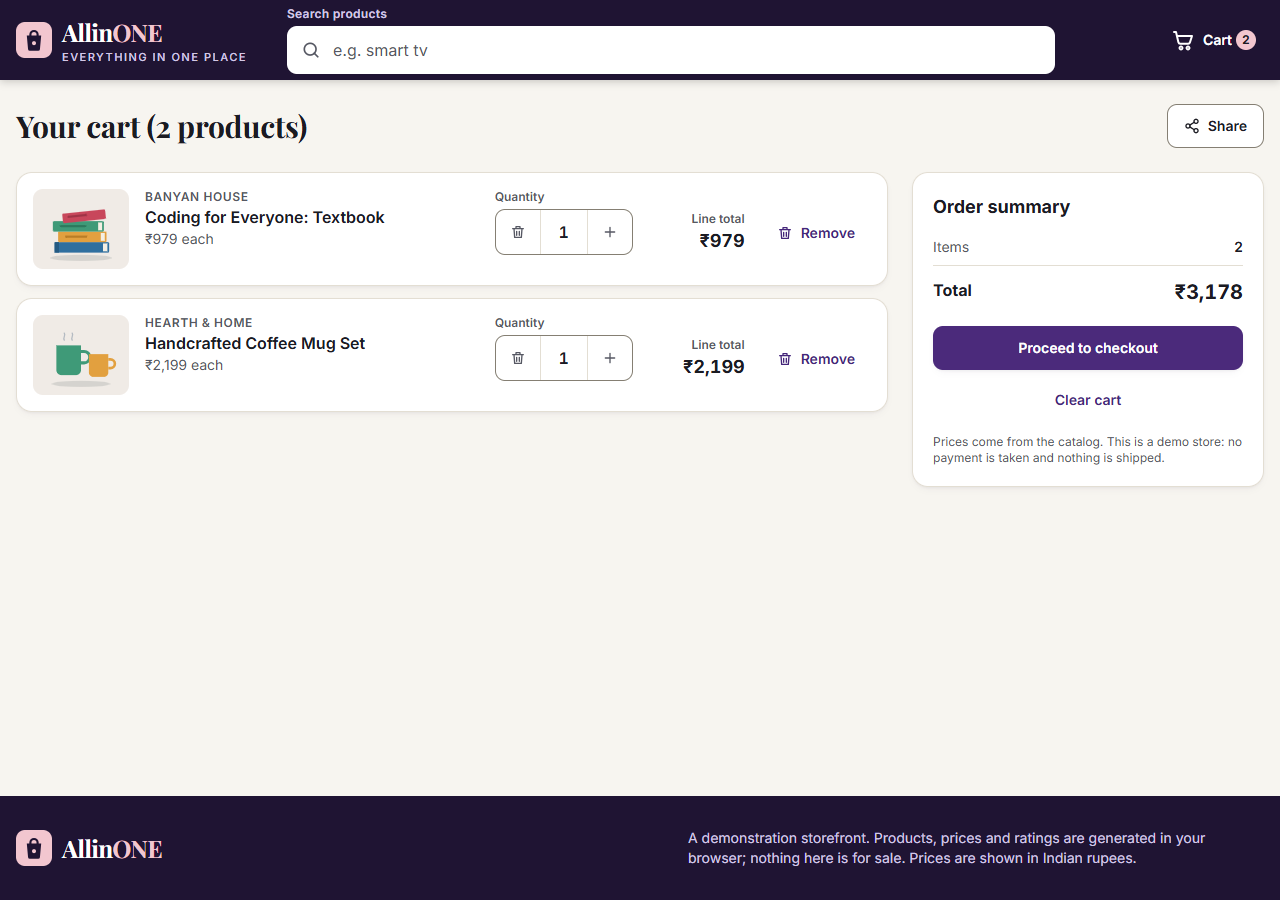 AllinONE
EVERYTHING IN ONE PLACE
Search products
e.g. smart tv
Cart 2
Your cart (2 products)
Share
BANYAN HOUSE
Coding for Everyone: Textbook
₹979 each
Quantity
1
Line total
₹979
Remove
HEARTH & HOME
Handcrafted Coffee Mug Set
₹2,199 each
Quantity
1
Line total
₹2,199
Remove
Order summary
Items 2
Total ₹3,178
Proceed to checkout
Clear cart
Prices come from the catalog. This is a demo store: no
payment is taken and nothing is shipped.
AllinONE
A demonstration storefront. Products, prices and ratings are generated in your
browser; nothing here is for sale. Prices are shown in Indian rupees.